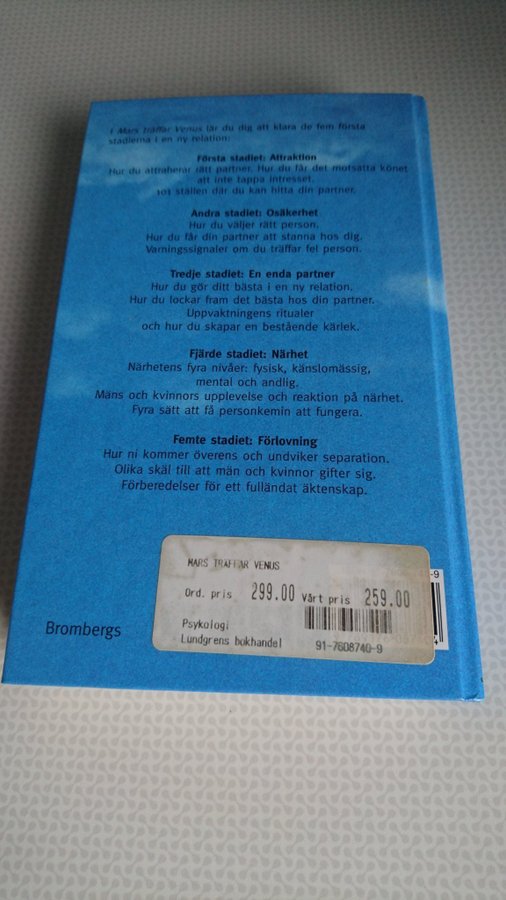 I Mars träffar Venus lär du dig att klara de fem första
stadierna i en ny relation:
Första stadiet: Attraktion
Hur du attraherar rätt partner. Hur du får det motsatta könet
att inte tappa intresset.
101 ställen där du kan hitta din partner.
Andra stadiet: Osäkerhet
Hur du väljer rätt person.
Hur du får din partner att stanna hos dig.
Varningssignaler om du träffar fel person.
Tredje stadiet: En enda partner
Hur du gör ditt bästa i en ny relation.
Hur du lockar fram det bästa hos din partner.
Uppvaktningens ritualer
och hur du skapar en bestående kärlek.
Fjärde stadiet: Närhet
Närhetens fyra nivåer: fysisk, känslomässig,
mental och andlig.
Mäns och kvinnors upplevelse och reaktion på närhet.
Fyra sätt att få personkemin att fungera.
Femte stadiet: Förlovning
Hur ni kommer överens och undviker separation.
Olika skäl till att män och kvinnor gifter sig.
Förberedelser för ett fulländat äktenskap.
MARS TRÄFFAR VENUS
Ord. pris 299.00 Vårt pris 259.00
Psykologi
Lundgrens bokhandel 91-7608740-9
-9
4
Brombergs